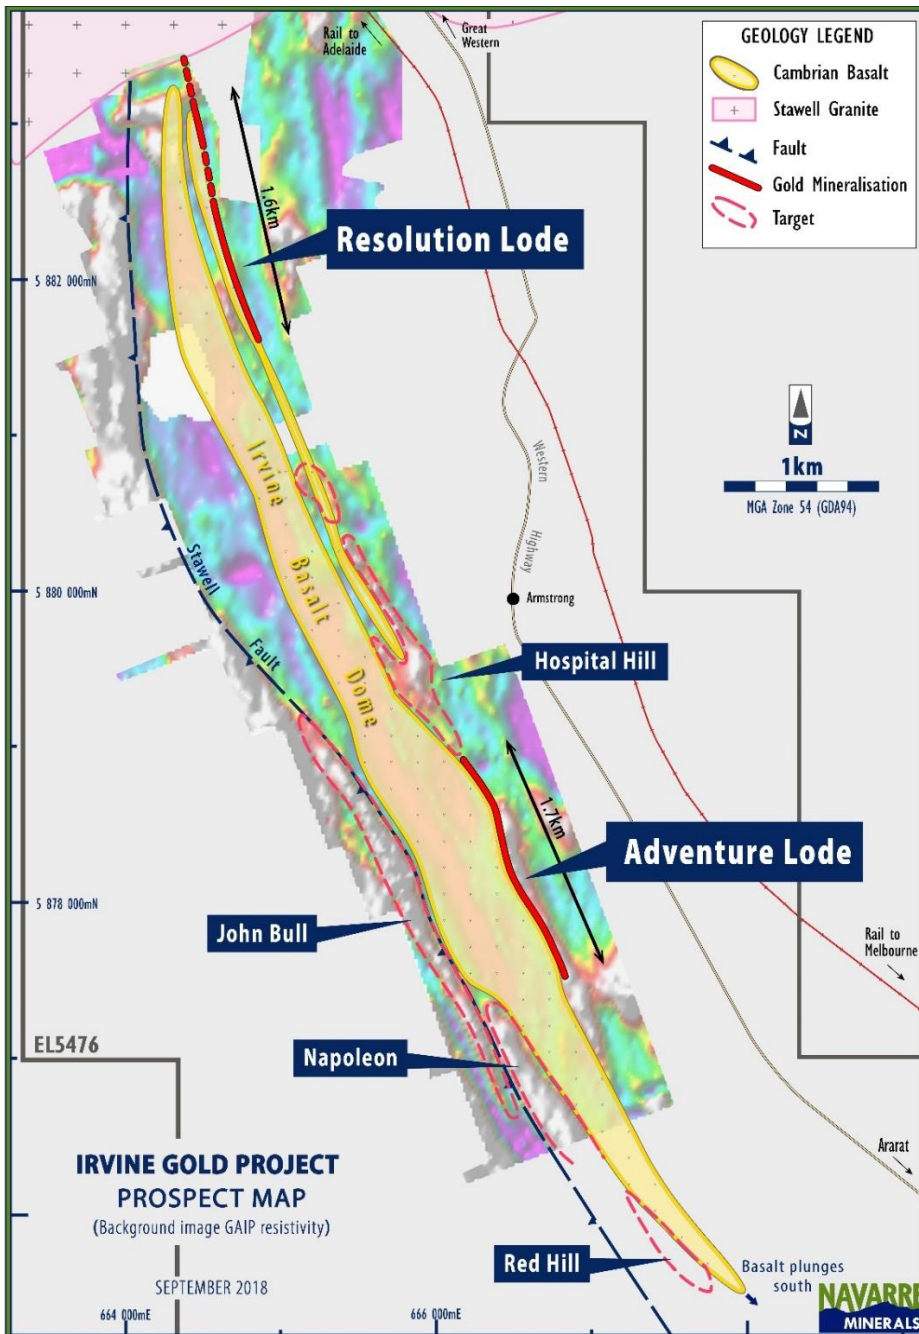 Rail to
Adelaide
Great
Western
GEOLOGY LEGEND
Cambrian Basalt
Stawell Granite
Fault
Gold Mineralisation
Target
1.6km
Resolution Lode
5 882 000mN
Irvine
Basalt
Dome
Western
Highway
N
1km
MGA Zone 54 (GDA94)
5 880 000mN
Stawell
Fault
Armstrong
Hospital Hill
1.7km
Adventure Lode
5 878 000mN
John Bull
Rail to
Melbourne
EL5476
Napoleon
Ararat
IRVINE GOLD PROJECT
PROSPECT MAP
(Background image GAIP resistivity)
Red Hill
Basalt plunges
south
SEPTEMBER 2018
664 000mE
666 000mE
NAVARRE
MINERALS